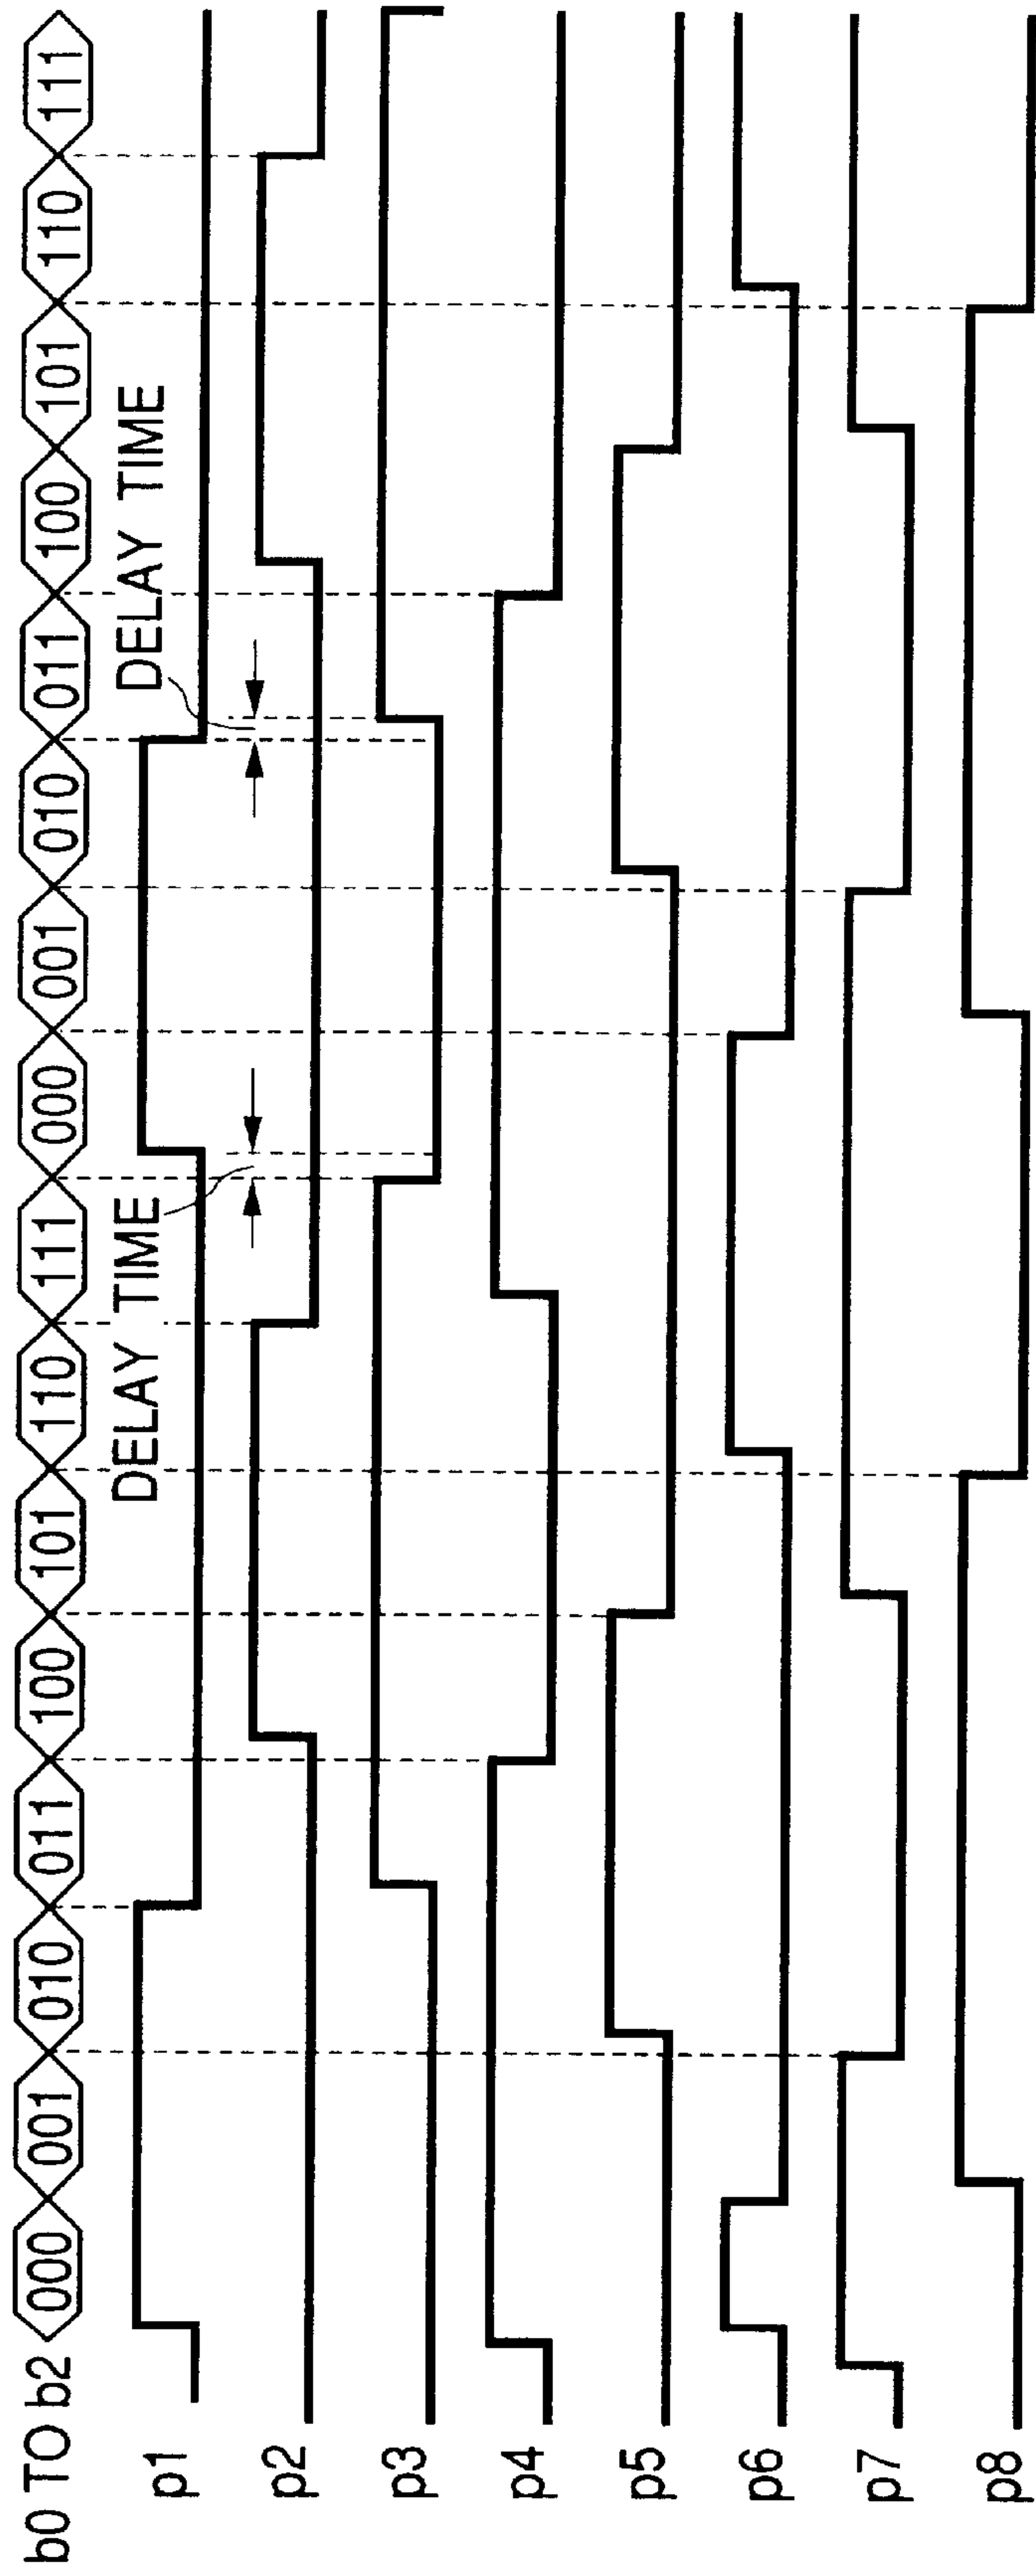 b0 TO b2 000 001 010 011 100 101 110 111 000 001 010 011 100 101 110 111
DELAY TIME DELAY TIME
p1
p2
p3
p4
p5
p6
p7
p8